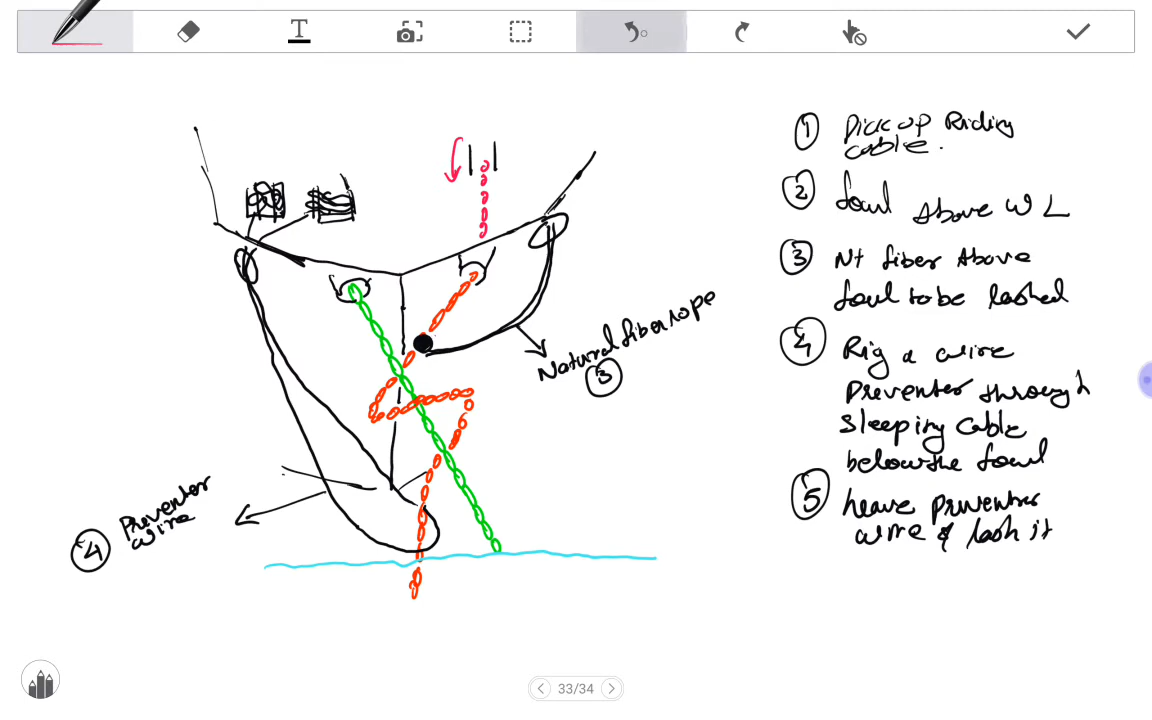 T
① Pick up Riding
cable.
② foul Above WL
③ Nt fiber Above
foul to be lashed
④ Rig a wire
Preventer through
sleeping cable
below the foul
⑤ heave preventer
wire & lash it
Natural fiber rope
③
④ Preventer
wire
33/34